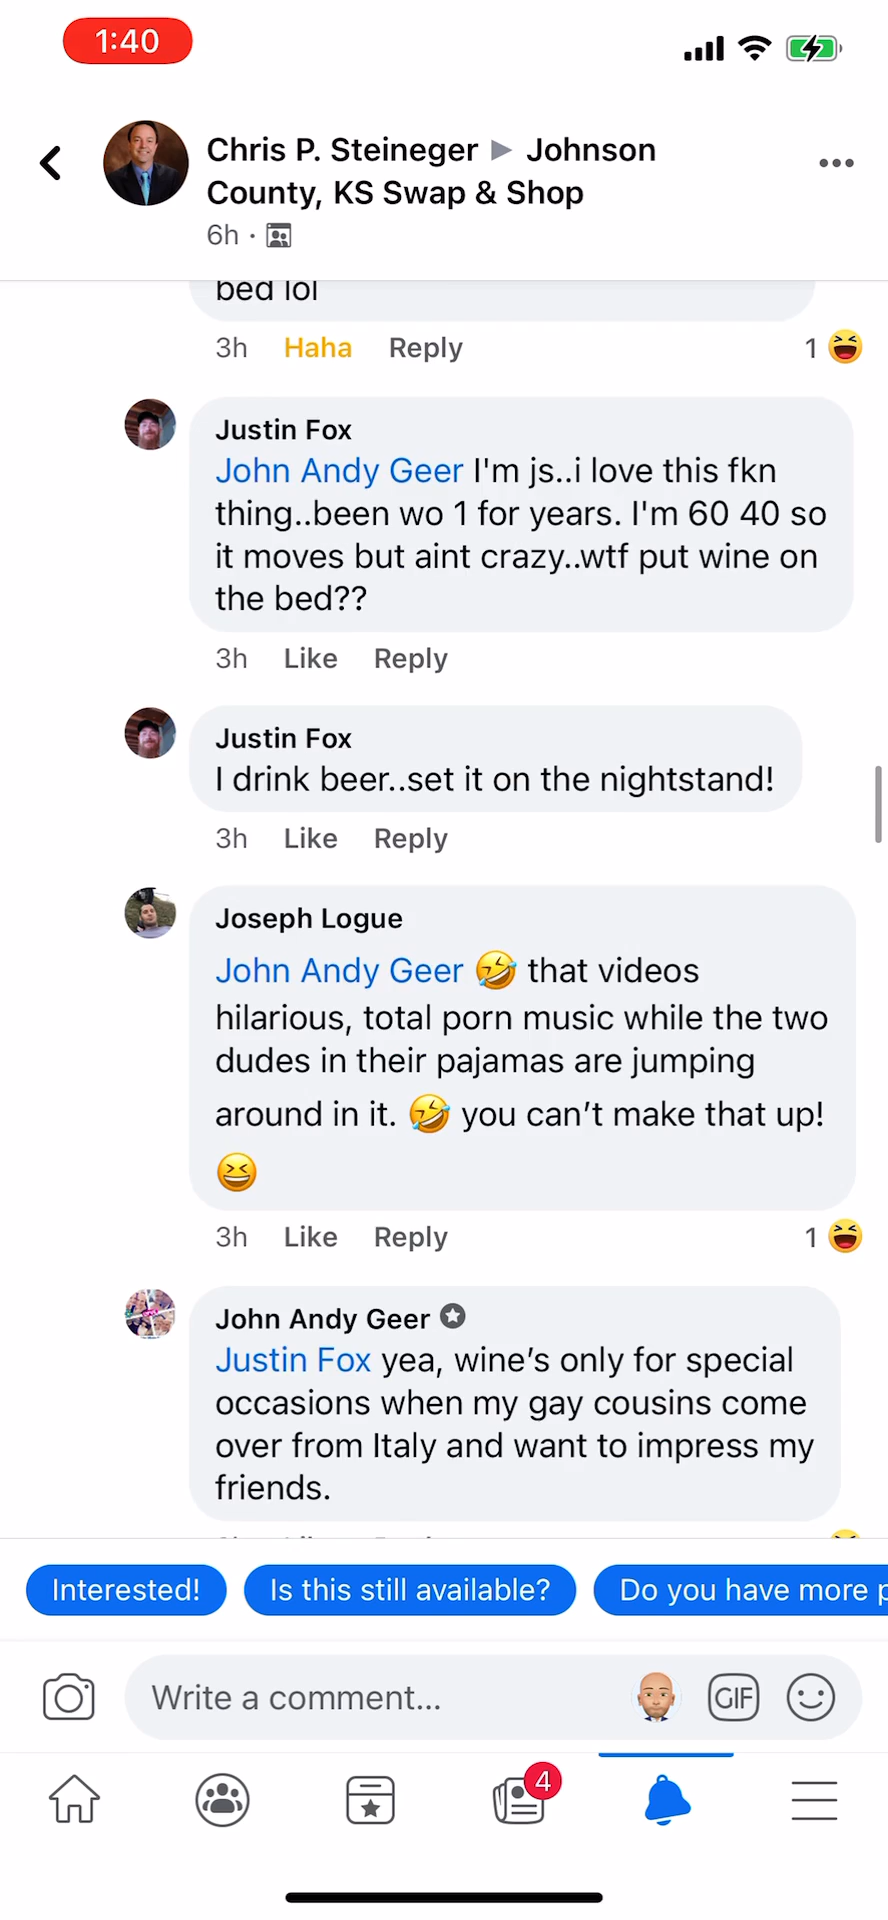 1:40
Chris P. Steineger ▶ Johnson
County, KS Swap & Shop
6h ·
bed lol
3h Haha Reply 1
Justin Fox
John Andy Geer I'm js..i love this fkn
thing..been wo 1 for years. I'm 60 40 so
it moves but aint crazy..wtf put wine on
the bed??
3h Like Reply
Justin Fox
I drink beer..set it on the nightstand!
3h Like Reply
Joseph Logue
John Andy Geer 🤣 that videos
hilarious, total porn music while the two
dudes in their pajamas are jumping
around in it. 🤣 you can't make that up!
😆
3h Like Reply 1
John Andy Geer
Justin Fox yea, wine's only for special
occasions when my gay cousins come
over from Italy and want to impress my
friends.
Interested! Is this still available? Do you have more
Write a comment... GIF
4